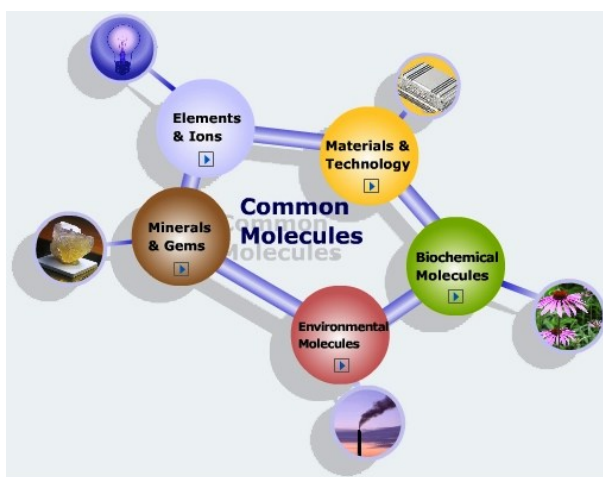 Elements
& Ions
Materials &
Technology
Common
Molecules
Minerals
& Gems
Biochemical
Molecules
Environmental
Molecules